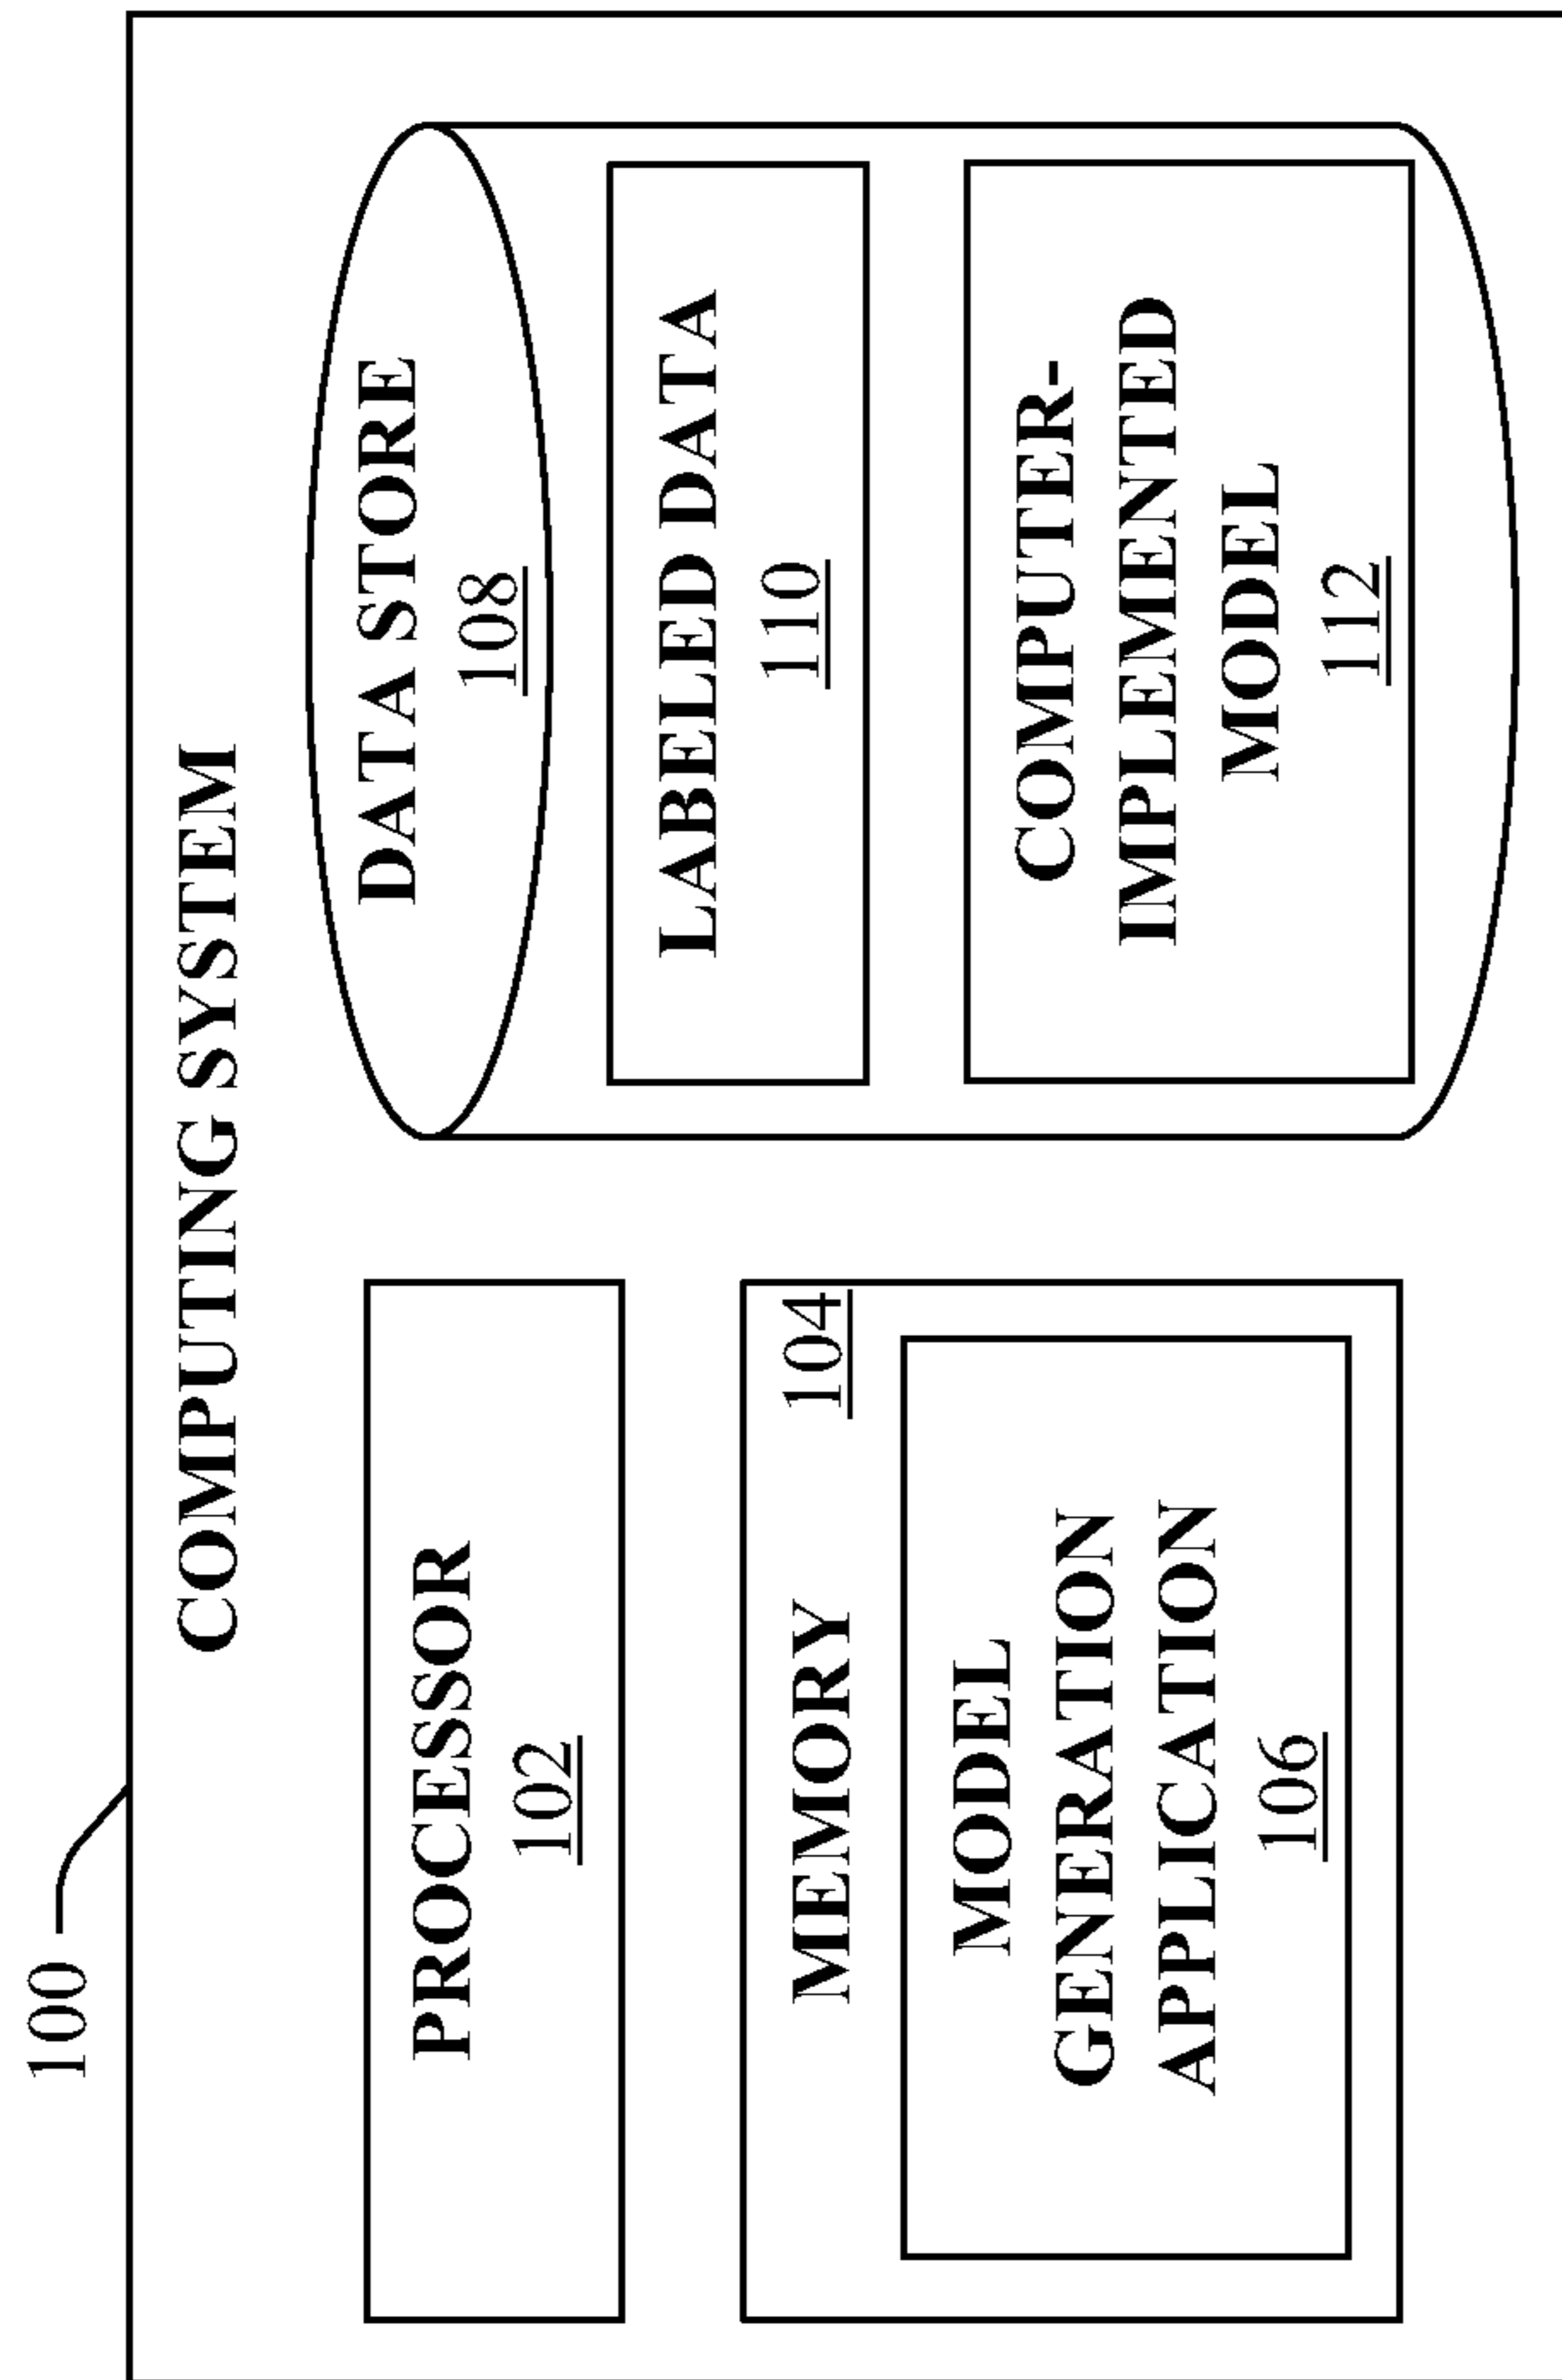 100
COMPUTING SYSTEM
PROCESSOR
102
MEMORY
104
MODEL
GENERATION
APPLICATION
106
DATA STORE
108
LABELED DATA
110
COMPUTER-
IMPLEMENTED
MODEL
112